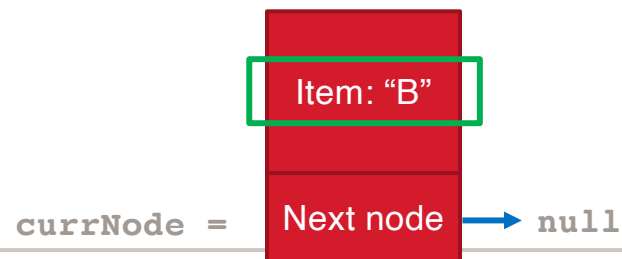 Item: “B”
currNode = Next node null